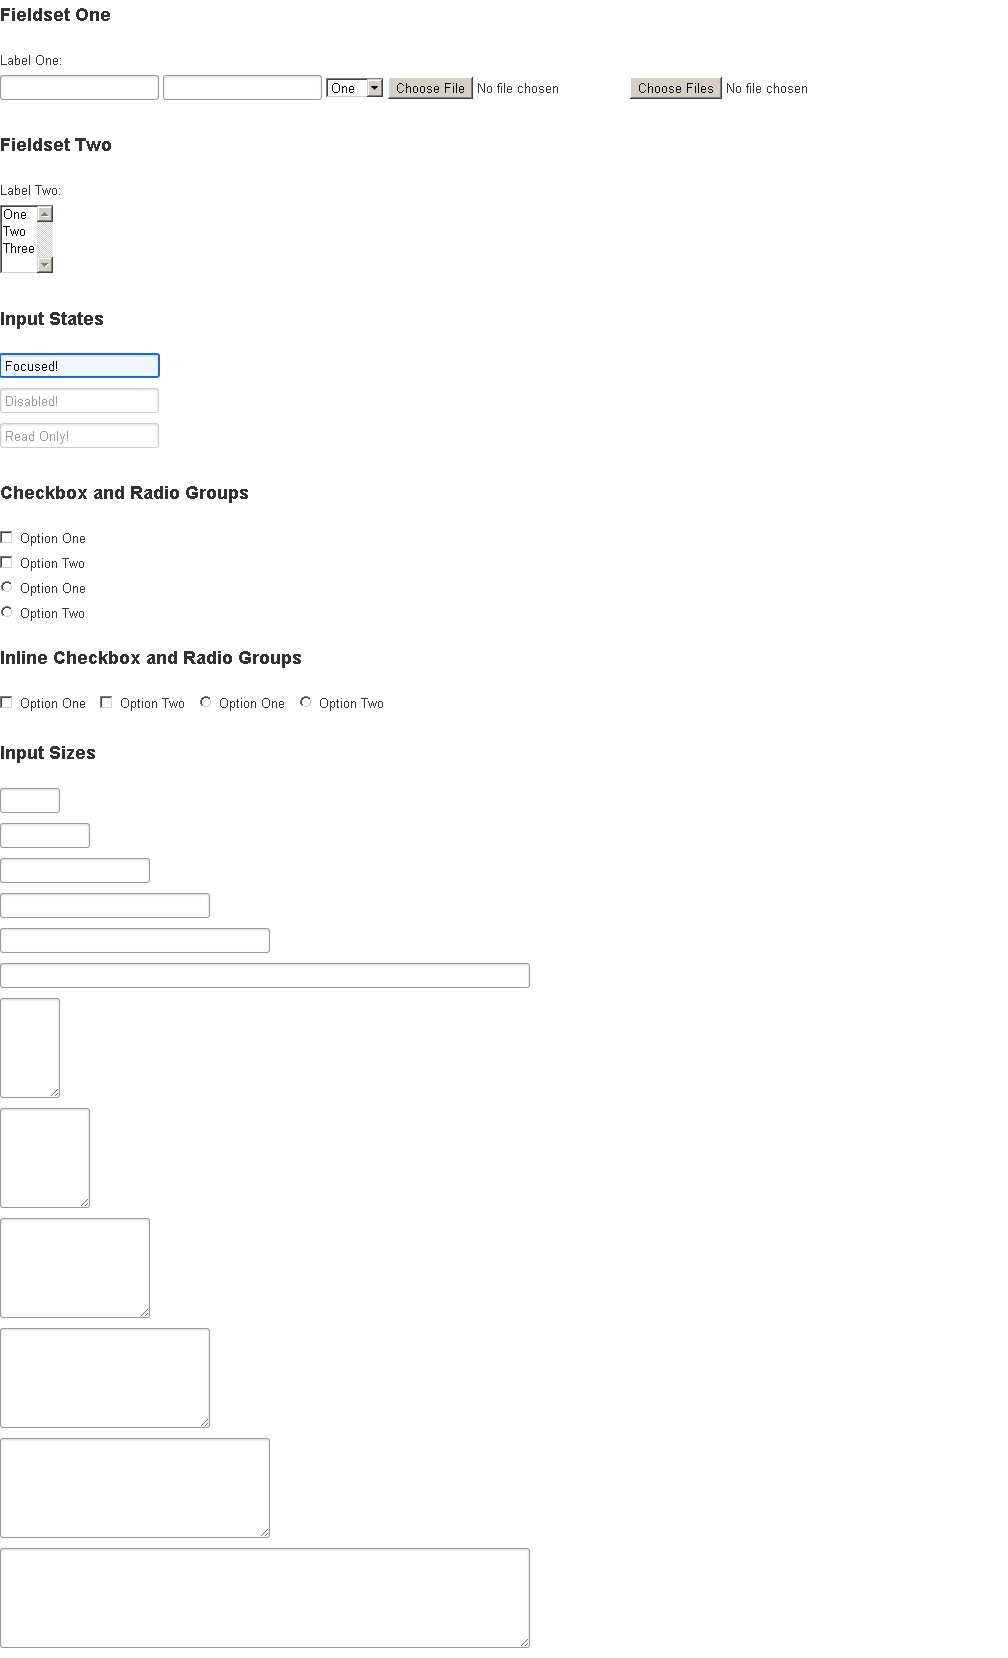 Fieldset One
Label One:
One Choose File No file chosen Choose Files No file chosen
Fieldset Two
Label Two:
One
Two
Three
Input States
Focused!
Disabled!
Read Only!
Checkbox and Radio Groups
Option One
Option Two
Option One
Option Two
Inline Checkbox and Radio Groups
Option One Option Two Option One Option Two
Input Sizes